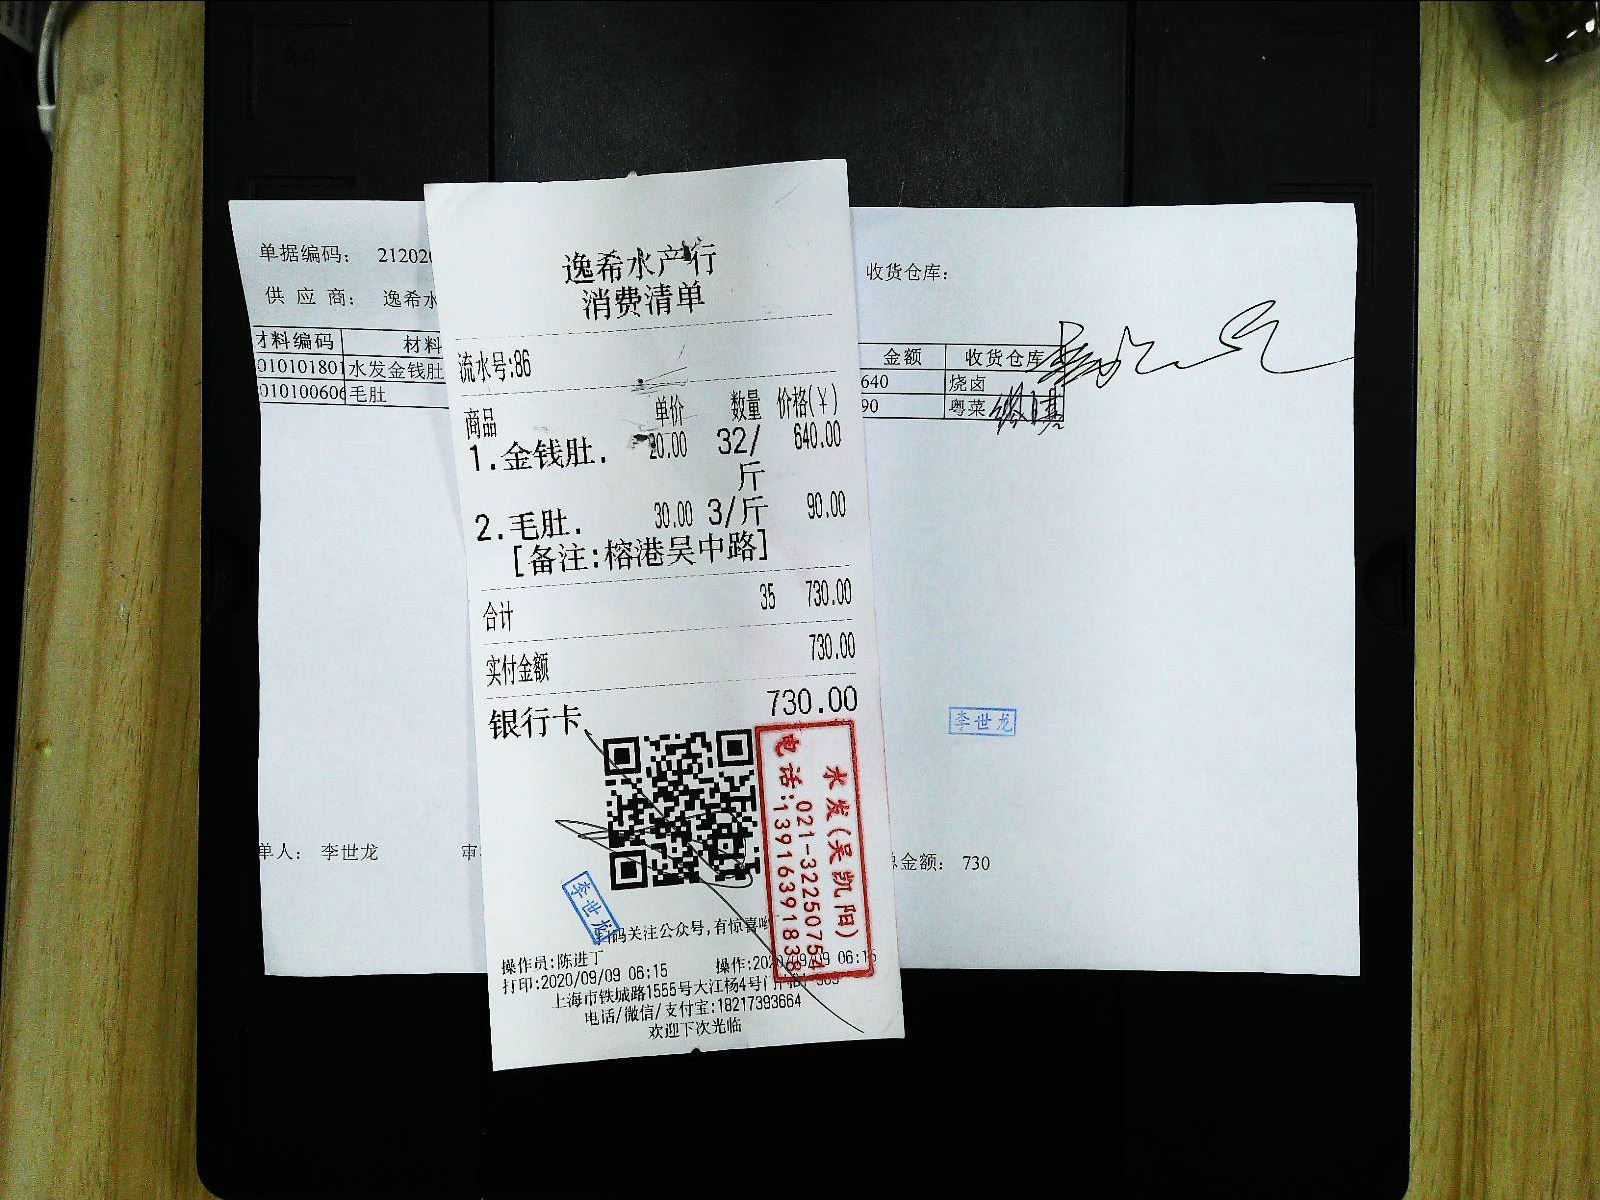 逸希水产行
消费清单
流水号:86
商品 单价 数量 价格(￥)
1.金钱肚. 20.00 32/斤 640.00
2.毛肚. 30.00 3/斤 90.00
[备注:榕港吴中路]
合计 35 730.00
实付金额 730.00
银行卡 730.00
水发(吴凯阳)
021-32250754
电话:13916391838
李世龙
码关注公众号,有惊喜哟
操作员:陈进丁
打印:2020/09/09 06:15
上海市铁城路1555号大江杨4号门
电话/微信/支付宝:18217393664
欢迎下次光临
单据编码: 21202
供应商: 逸希水
收货仓库:
材料编码 材料 金额 收货仓库
010101801 水发金钱肚 640 烧卤
010100606 毛肚 90 粤菜
李世龙
单人: 李世龙 审 总金额: 730